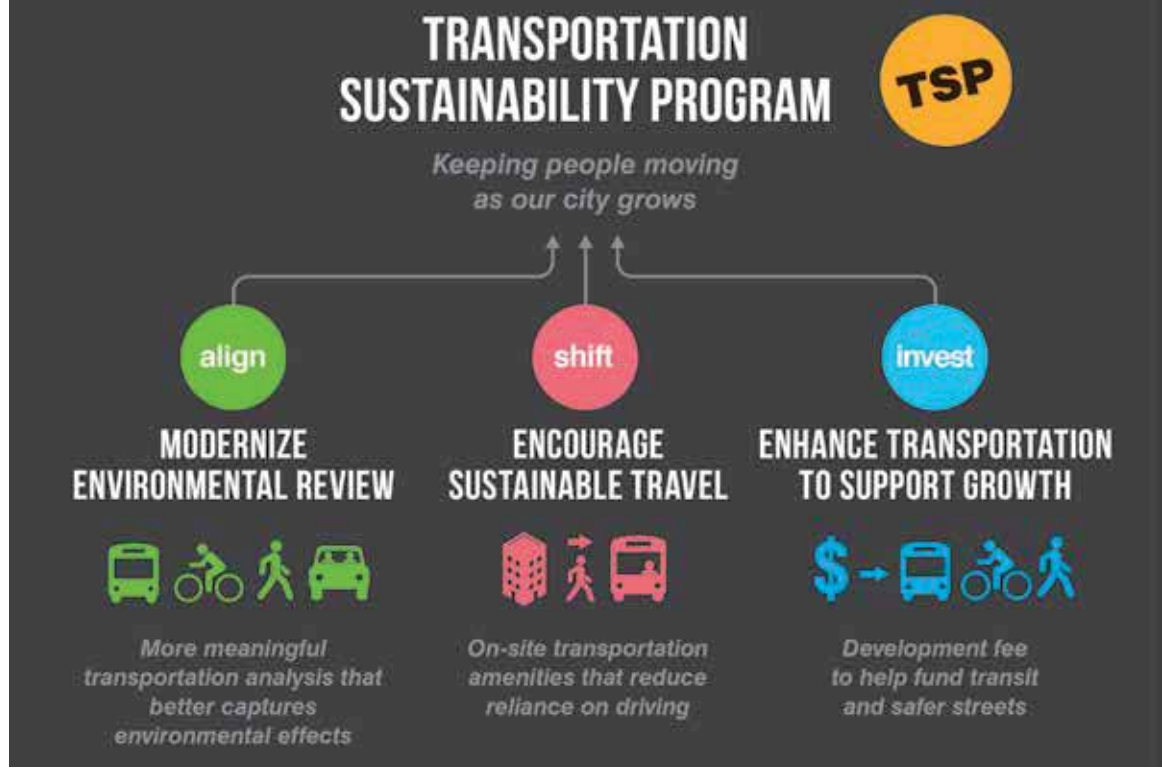 TRANSPORTATION
SUSTAINABILITY PROGRAM
TSP
Keeping people moving
as our city grows
align
MODERNIZE
ENVIRONMENTAL REVIEW
More meaningful
transportation analysis that
better captures
environmental effects
shift
ENCOURAGE
SUSTAINABLE TRAVEL
On-site transportation
amenities that reduce
reliance on driving
invest
ENHANCE TRANSPORTATION
TO SUPPORT GROWTH
$
Development fee
to help fund transit
and safer streets